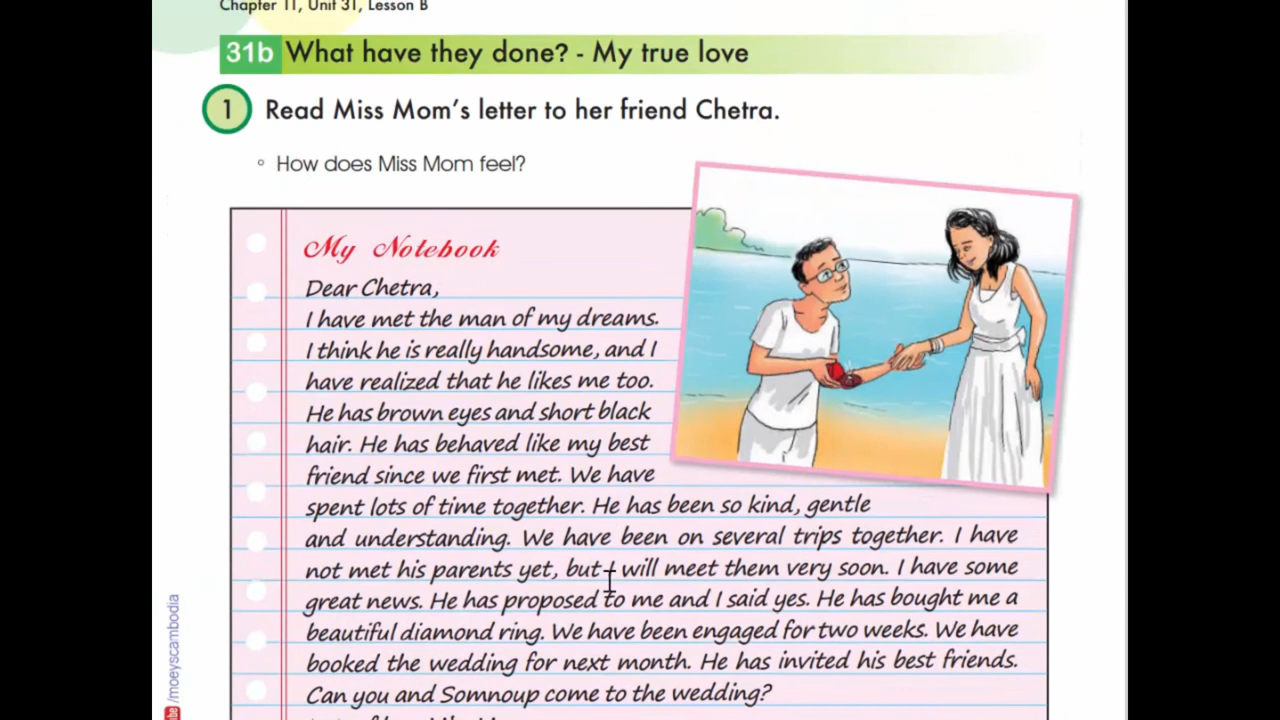 Chapter 11, Unit 31, Lesson B
31b What have they done? - My true love
1 Read Miss Mom's letter to her friend Chetra.
◦ How does Miss Mom feel?
My Notebook
Dear Chetra,
I have met the man of my dreams.
I think he is really handsome, and I
have realized that he likes me too.
He has brown eyes and short black
hair. He has behaved like my best
friend since we first met. We have
spent lots of time together. He has been so kind, gentle
and understanding. We have been on several trips together. I have
not met his parents yet, but I will meet them very soon. I have some
great news. He has proposed to me and I said yes. He has bought me a
beautiful diamond ring. We have been engaged for two weeks. We have
booked the wedding for next month. He has invited his best friends.
Can you and Somnoup come to the wedding?
/moeyscambodia